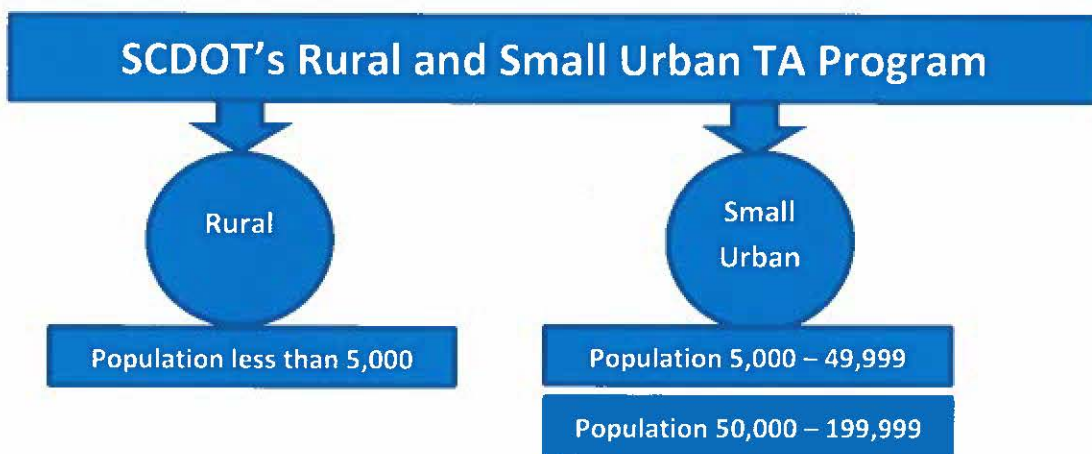 SCDOT's Rural and Small Urban TA Program
Rural
Small
Urban
Population less than 5,000
Population 5,000 – 49,999
Population 50,000 – 199,999